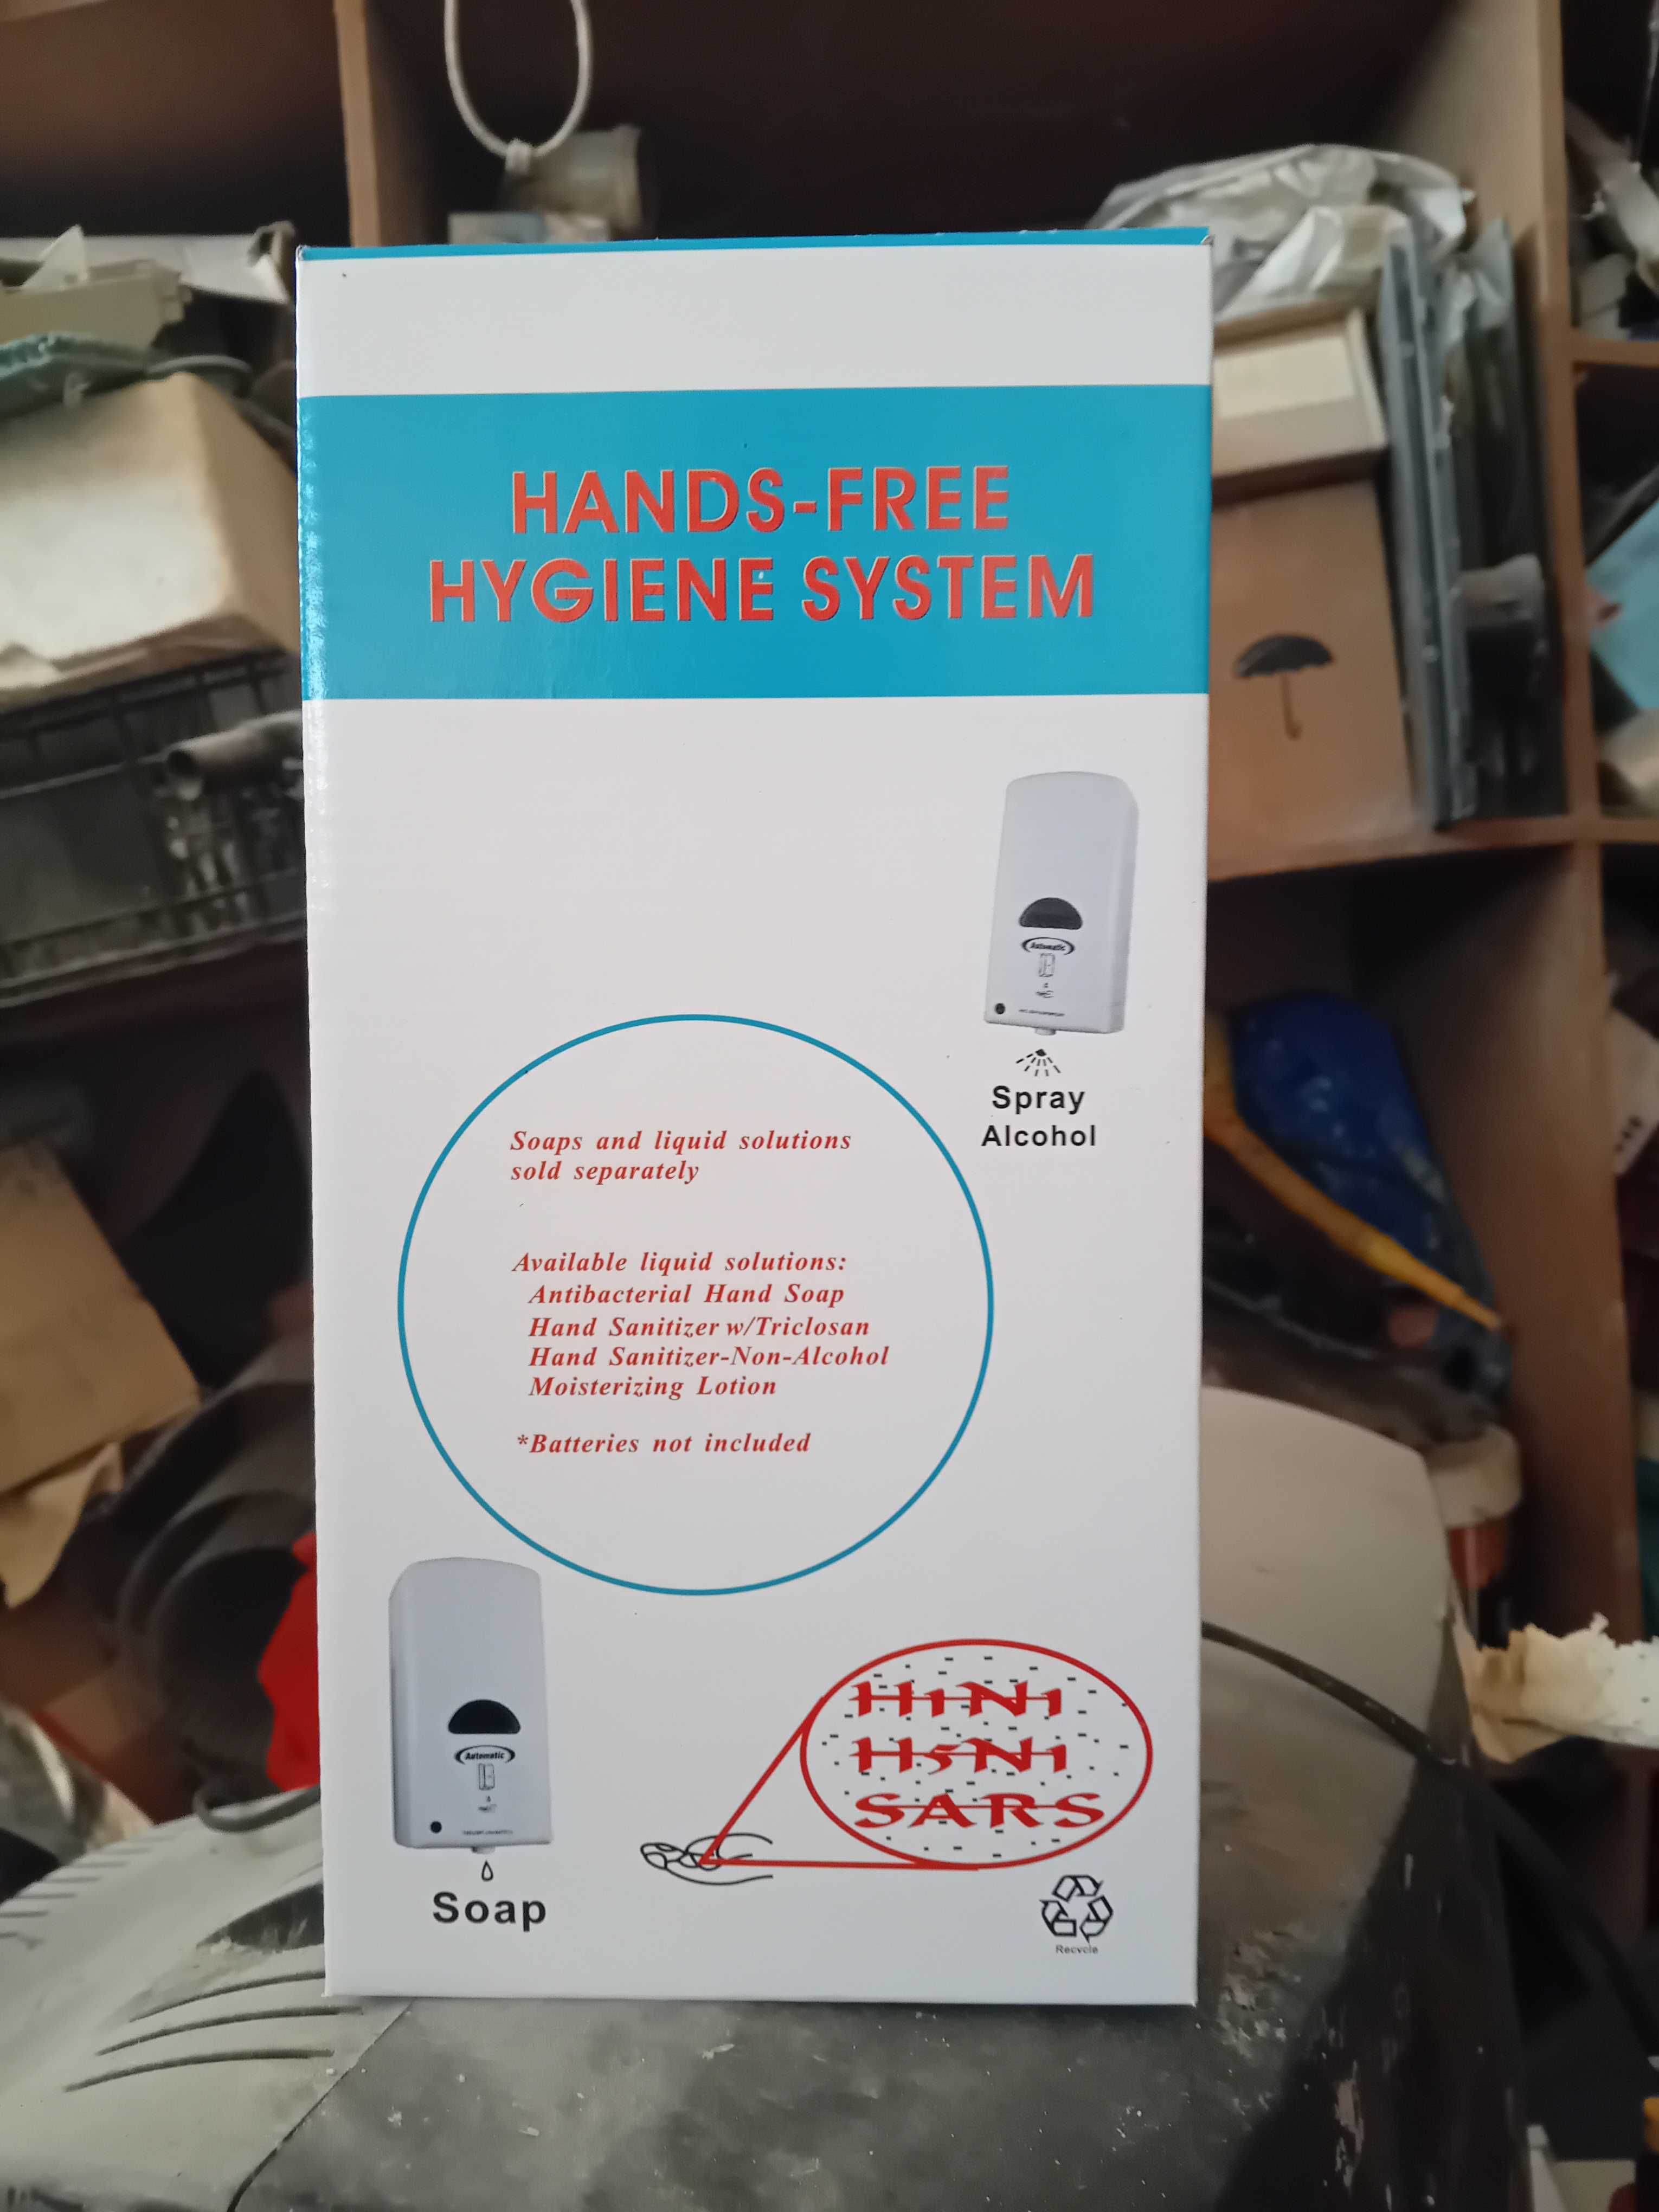 HANDS-FREE
HYGIENE SYSTEM
Automatic
Spray
Alcohol
Soaps and liquid solutions
sold separately
Available liquid solutions:
Antibacterial Hand Soap
Hand Sanitizer w/Triclosan
Hand Sanitizer-Non-Alcohol
Moisterizing Lotion
*Batteries not included
Automatic
Soap
H1N1
H5N1
SARS
Recycle